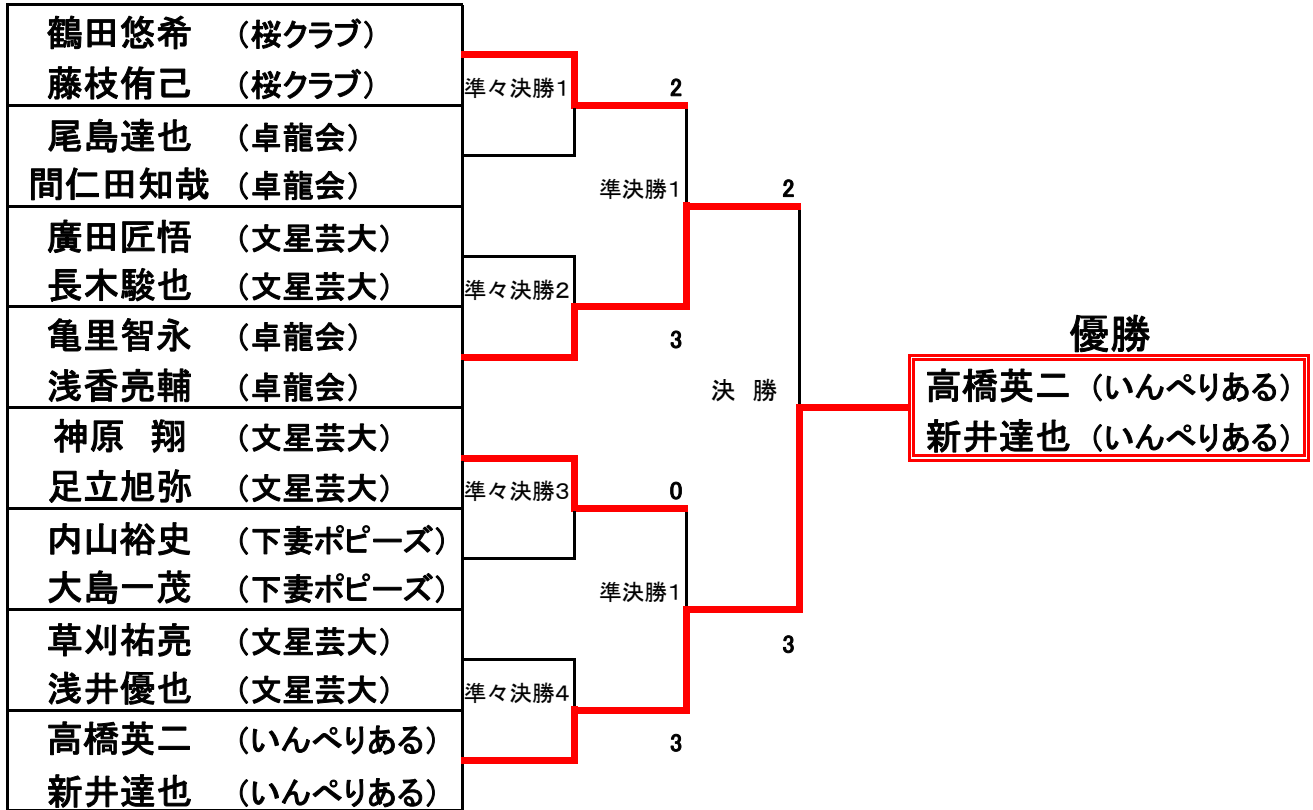 鶴田悠希 （桜クラブ）
藤枝侑己 （桜クラブ）
尾島達也 （卓龍会）
間仁田知哉 （卓龍会）
廣田匠悟 （文星芸大）
長木駿也 （文星芸大）
亀里智永 （卓龍会）
浅香亮輔 （卓龍会）
神原　翔 （文星芸大）
足立旭弥 （文星芸大）
内山裕史 （下妻ポピーズ）
大島一茂 （下妻ポピーズ）
草刈祐亮 （文星芸大）
浅井優也 （文星芸大）
高橋英二 （いんぺりある）
新井達也 （いんぺりある）
準々決勝1
準々決勝2
準々決勝3
準々決勝4
2
準決勝1
3
0
準決勝1
3
2
決　勝
3
優勝
高橋英二 （いんぺりある）
新井達也 （いんぺりある）